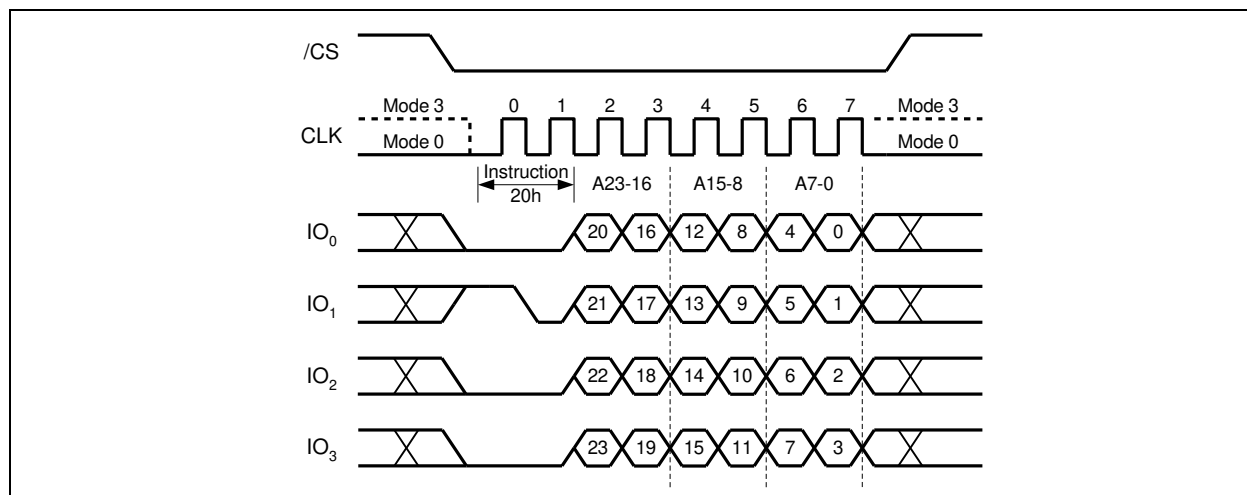 /CS
Mode 3 0 1 2 3 4 5 6 7 Mode 3
CLK
Mode 0 Mode 0
Instruction
20h
A23-16 A15-8 A7-0
IO0 20 16 12 8 4 0
IO1 21 17 13 9 5 1
IO2 22 18 14 10 6 2
IO3 23 19 15 11 7 3